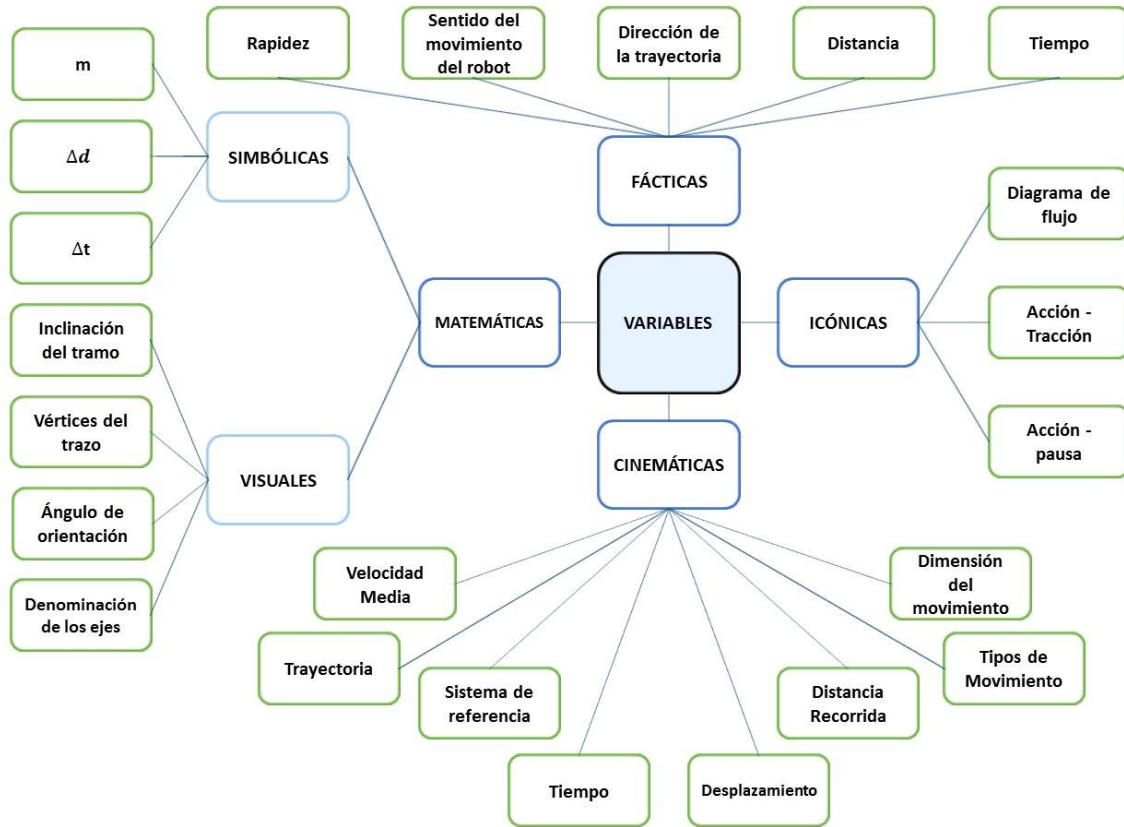 Rapidez
Sentido del
movimiento
del robot
Dirección de
la trayectoria
Distancia
Tiempo
m
Δd
Δt
SIMBÓLICAS
FÁCTICAS
Diagrama de
flujo
Acción -
Tracción
Acción -
pausa
MATEMÁTICAS
VARIABLES
ICÓNICAS
Inclinación
del tramo
Vértices del
trazo
Ángulo de
orientación
Denominación
de los ejes
VISUALES
CINEMÁTICAS
Velocidad
Media
Trayectoria
Sistema de
referencia
Tiempo
Desplazamiento
Distancia
Recorrida
Tipos de
Movimiento
Dimensión
del
movimiento